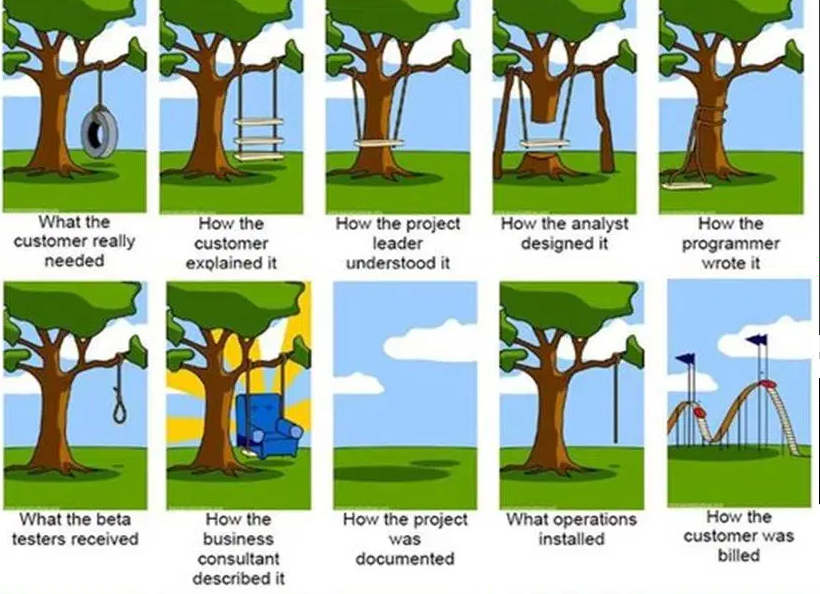 What the
customer really
needed
How the
customer
explained it
How the project
leader
understood it
How the analyst
designed it
How the
programmer
wrote it
What the beta
testers received
How the
business
consultant
described it
How the project
was
documented
What operations
installed
How the
customer was
billed